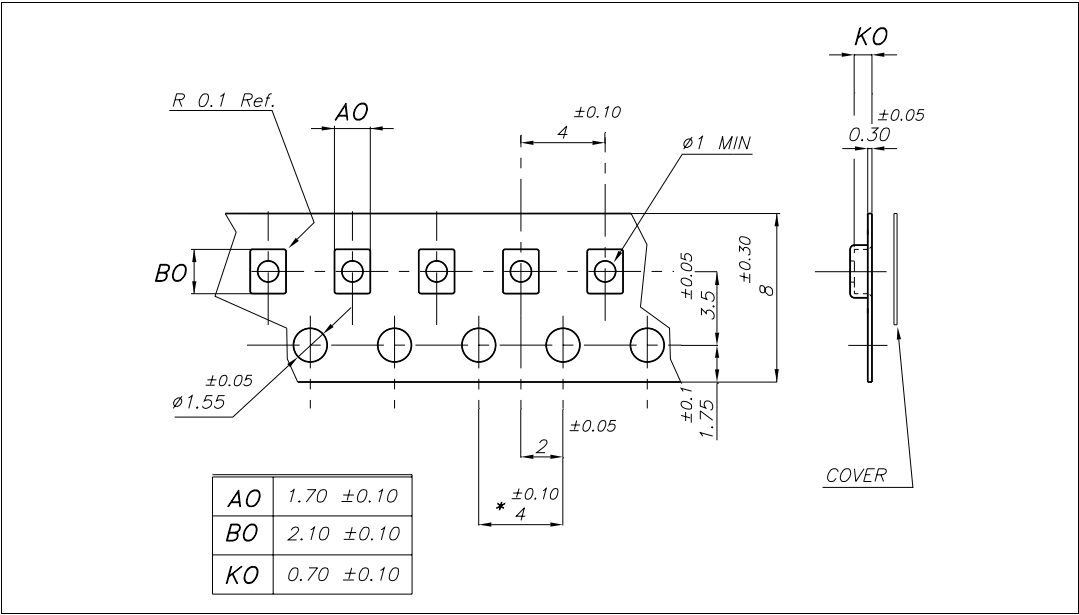 KO
R 0.1 Ref.
AO
±0.10
4
ø1 MIN
±0.05
0.30
BO
±0.05
3.5
±0.30
8
±0.05
ø1.55
±0.1
1.75
±0.05
2
±0.10
* 4
COVER
AO 1.70 ±0.10
BO 2.10 ±0.10
KO 0.70 ±0.10